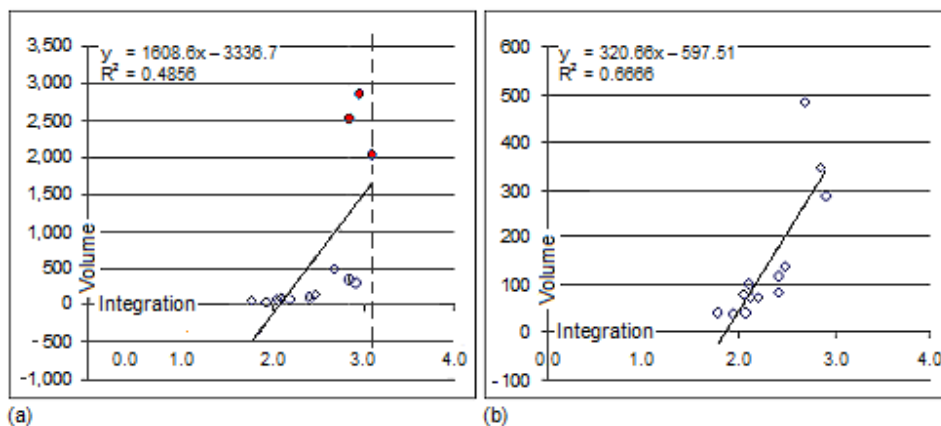 y = 1608.6x – 3336.7
R² = 0.4856
3,500
3,000
2,500
2,000
1,500
1,000
500
0
- 500
-1,000
Volume
Integration
0.0 1.0 2.0 3.0 4.0
(a)
y = 320.66x – 597.51
R² = 0.6666
600
500
400
300
200
100
0
- 100
Volume
Integration
0.0 2.0 3.0 4.0
(b)